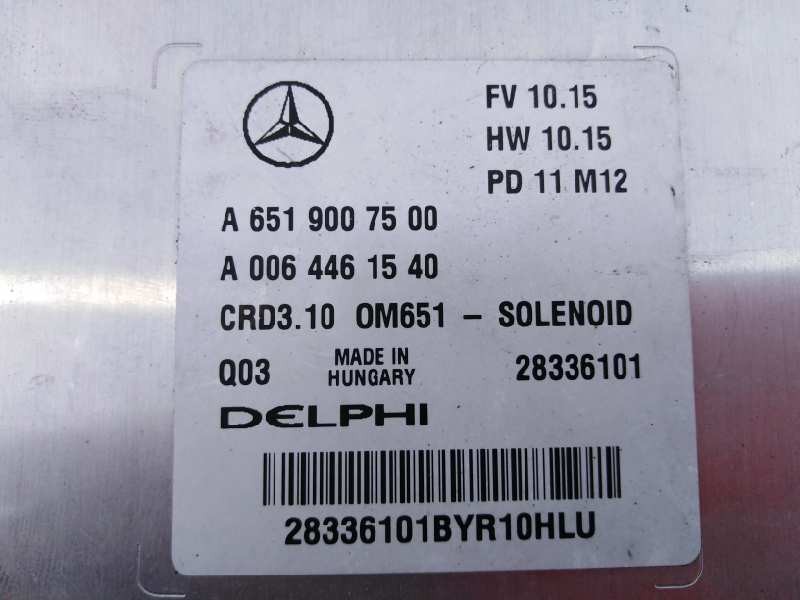 FV 10.15
HW 10.15
PD 11 M12
A 651 900 75 00
A 006 446 15 40
CRD3.10 OM651 – SOLENOID
Q03 MADE IN HUNGARY 28336101
DELPHI
28336101BYR10HLU